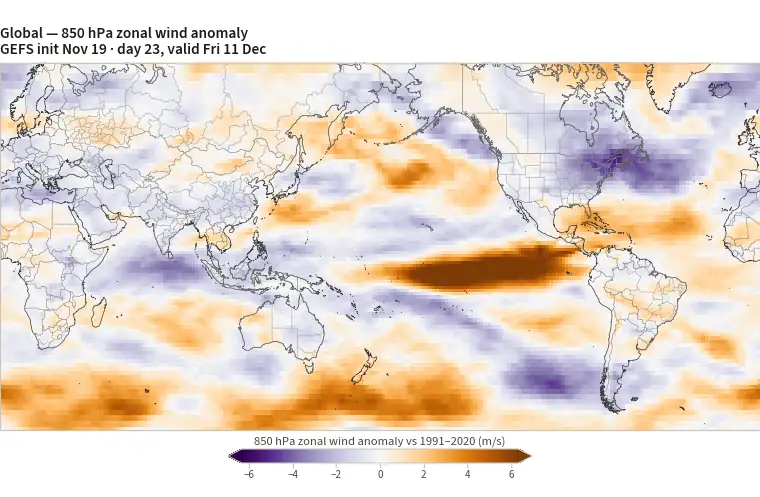 Global — 850 hPa zonal wind anomaly
GEFS init Nov 19 · day 23, valid Fri 11 Dec
850 hPa zonal wind anomaly vs 1991–2020 (m/s)
−6 −4 −2 0 2 4 6